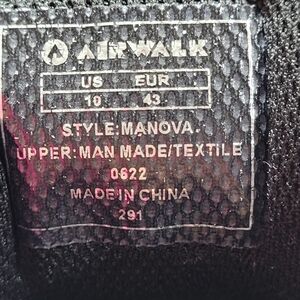 AIRWALK
US EUR
10 43
STYLE:MANOVA.
UPPER:MAN MADE/TEXTILE
0622
MADE IN CHINA
291